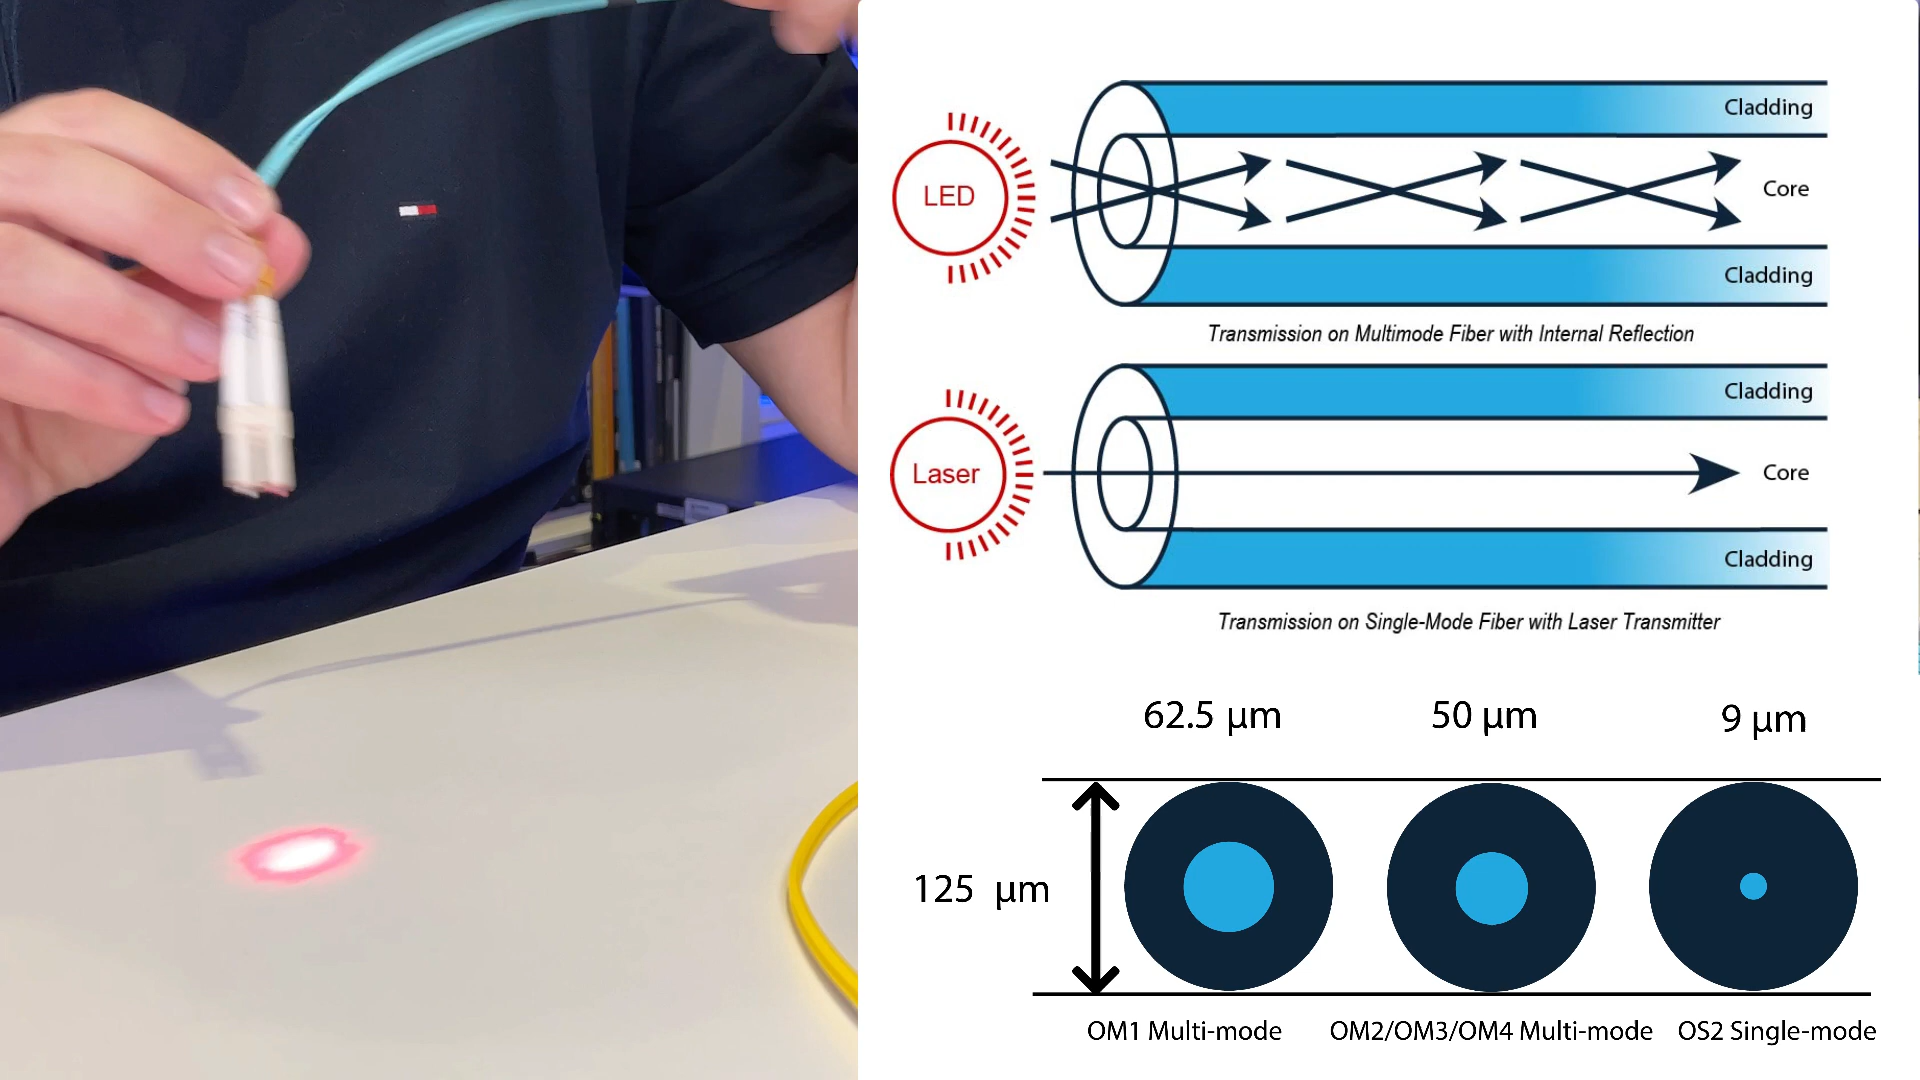 LED
Cladding
Core
Cladding
Transmission on Multimode Fiber with Internal Reflection
Laser
Cladding
Core
Cladding
Transmission on Single-Mode Fiber with Laser Transmitter
62.5 μm
50 μm
9 μm
125 μm
OM1 Multi-mode
OM2/OM3/OM4 Multi-mode
OS2 Single-mode